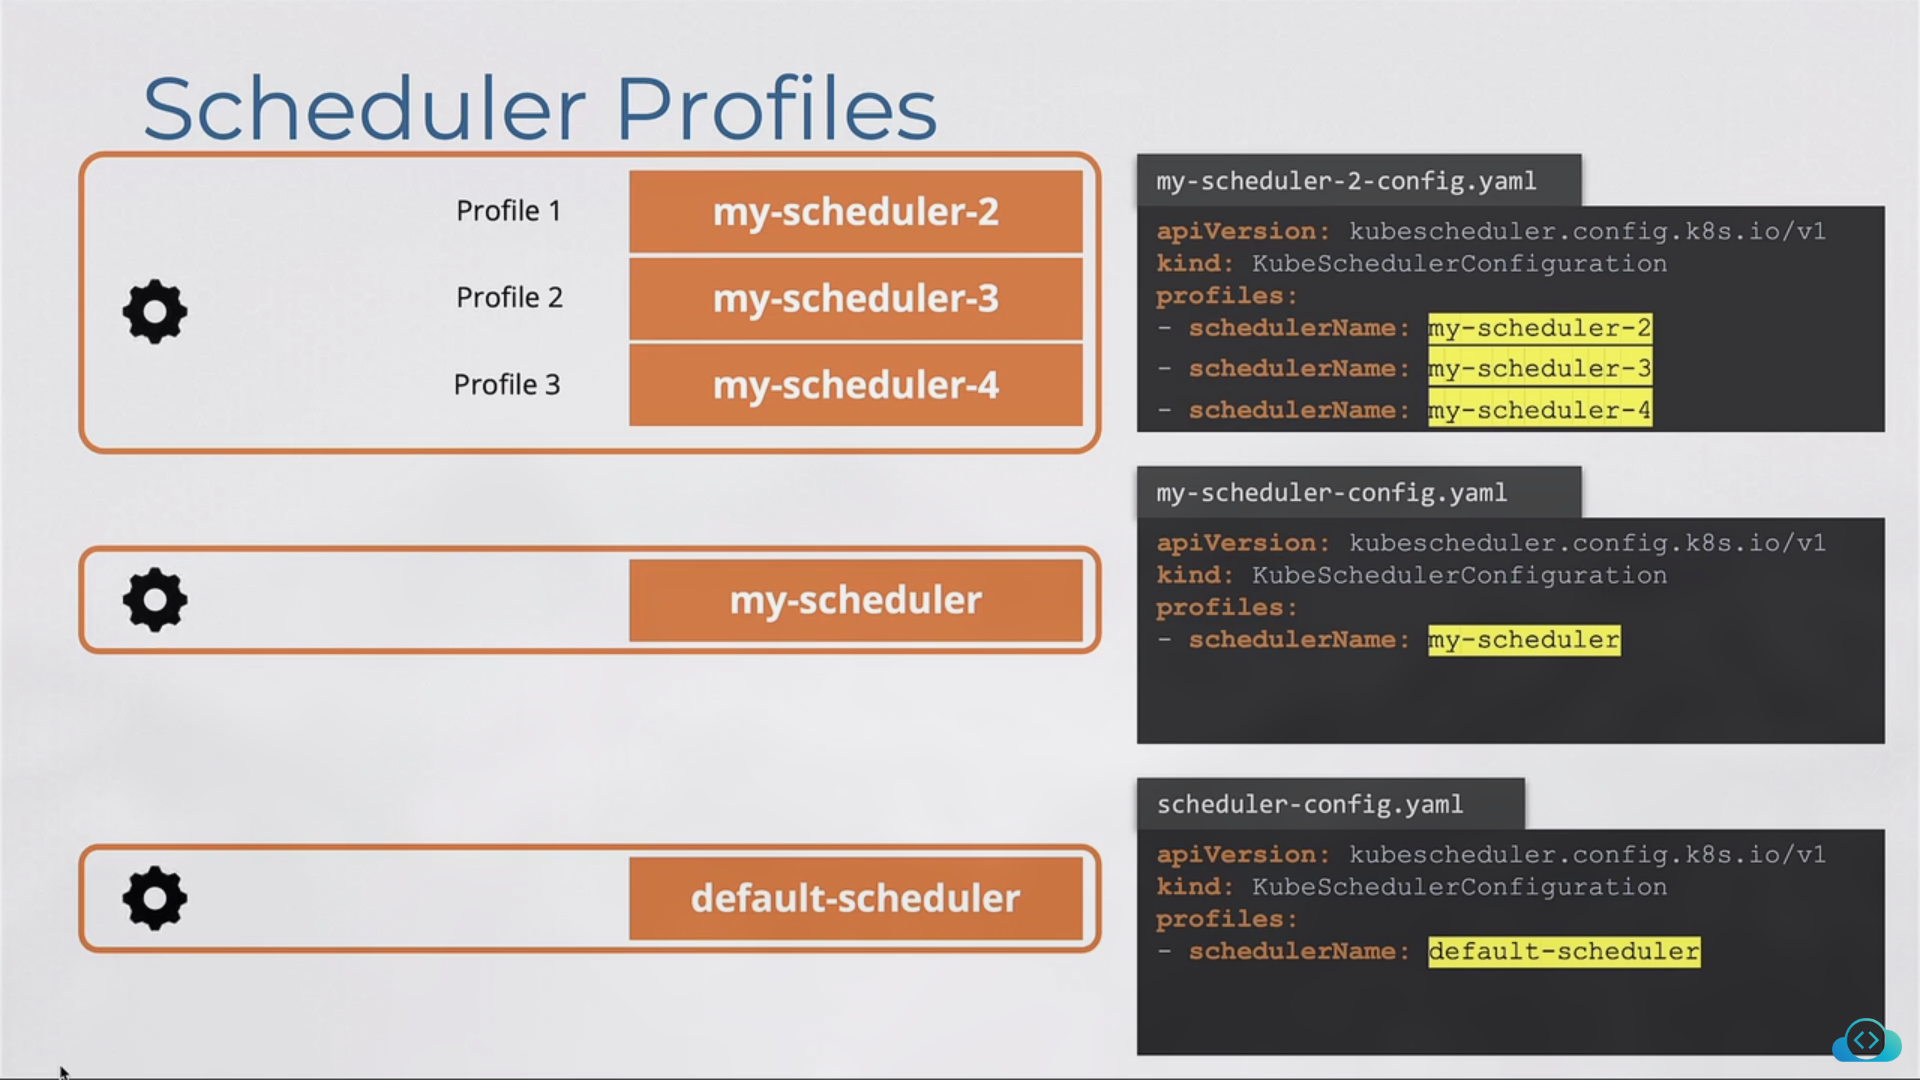 Scheduler Profiles
Profile 1
my-scheduler-2
Profile 2
my-scheduler-3
Profile 3
my-scheduler-4
my-scheduler-2-config.yaml
apiVersion: kubescheduler.config.k8s.io/v1
kind: KubeSchedulerConfiguration
profiles:
- schedulerName: my-scheduler-2
- schedulerName: my-scheduler-3
- schedulerName: my-scheduler-4
my-scheduler
my-scheduler-config.yaml
apiVersion: kubescheduler.config.k8s.io/v1
kind: KubeSchedulerConfiguration
profiles:
- schedulerName: my-scheduler
default-scheduler
scheduler-config.yaml
apiVersion: kubescheduler.config.k8s.io/v1
kind: KubeSchedulerConfiguration
profiles:
- schedulerName: default-scheduler